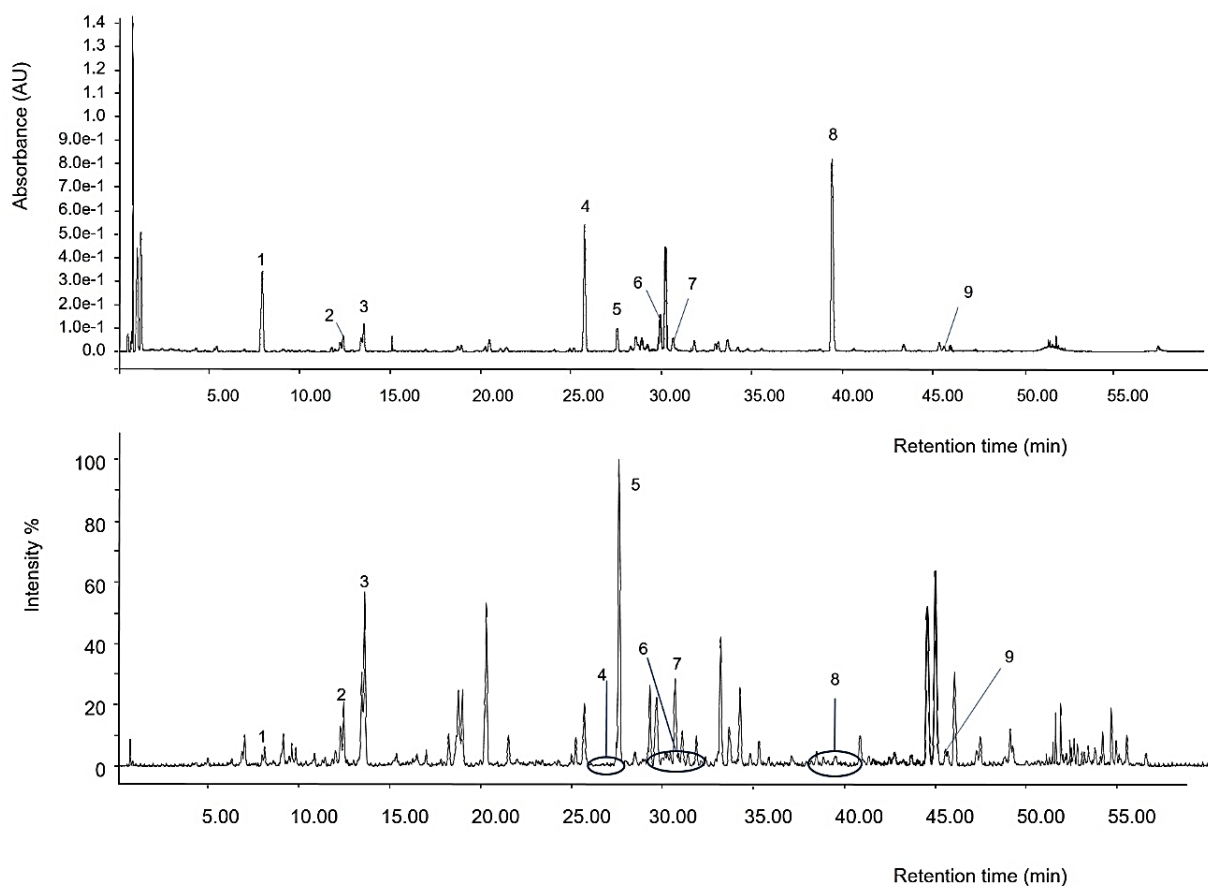 Absorbance (AU)
1.4
1.3
1.2
1.1
1.0
9.0e-1
8.0e-1
7.0e-1
6.0e-1
5.0e-1
4.0e-1
3.0e-1
2.0e-1
1.0e-1
0.0
1
2
3
4
5
6
7
8
9
5.00 10.00 15.00 20.00 25.00 30.00 35.00 40.00 45.00 50.00 55.00
Retention time (min)
Intensity %
100
80
60
40
20
0
1
2
3
4
5
6
7
8
9
5.00 10.00 15.00 20.00 25.00 30.00 35.00 40.00 45.00 50.00 55.00
Retention time (min)